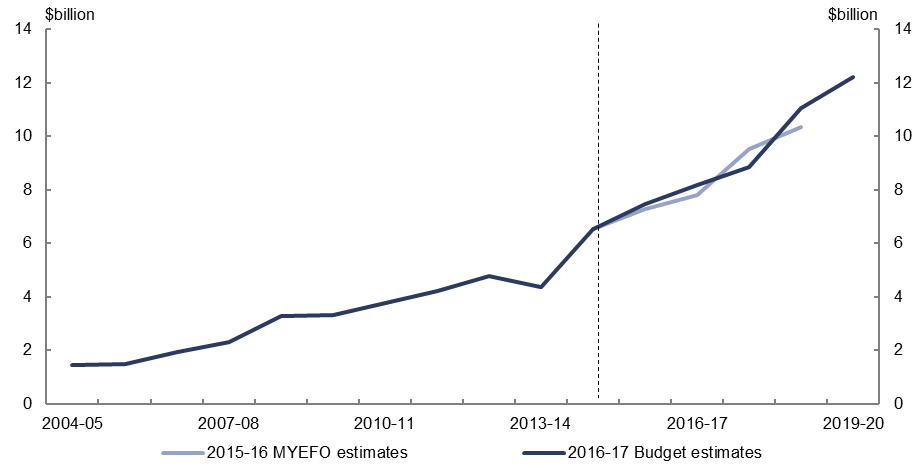 $billion $billion
14 14
12 12
10 10
8 8
6 6
4 4
2 2
0 0
2004-05 2007-08 2010-11 2013-14 2016-17 2019-20
2015-16 MYEFO estimates 2016-17 Budget estimates